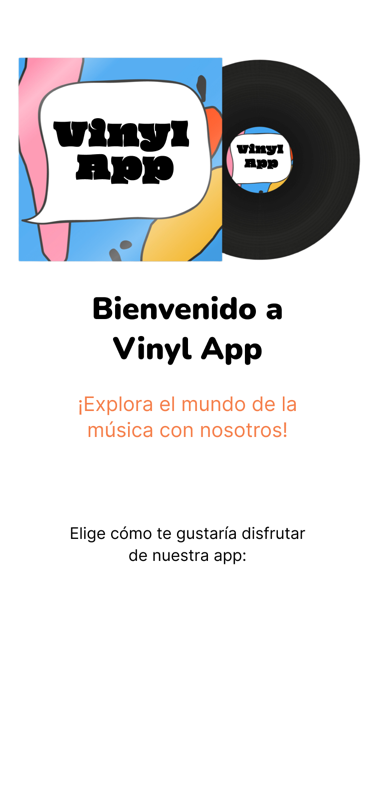 Vinyl
App
Vinyl
App
Bienvenido a
Vinyl App
¡Explora el mundo de la
música con nosotros!
Elige cómo te gustaría disfrutar
de nuestra app: